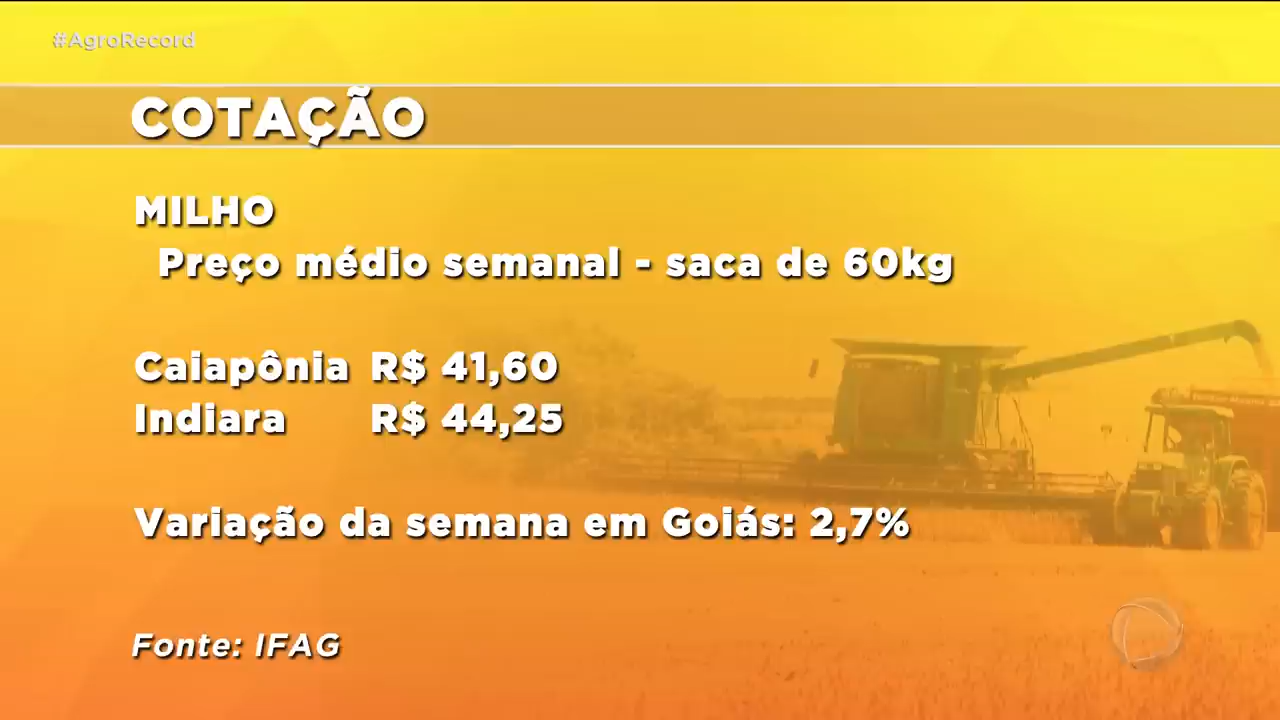 #AgroRecord
COTAÇÃO
MILHO
Preço médio semanal - saca de 60kg
Caiapônia R$ 41,60
Indiara R$ 44,25
Variação da semana em Goiás: 2,7%
Fonte: IFAG